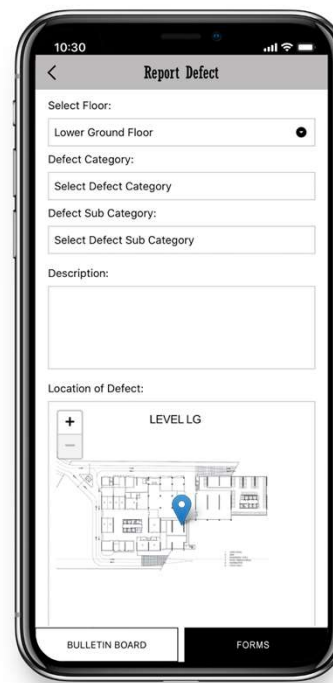 10:30
Report Defect
Select Floor:
Lower Ground Floor
Defect Category:
Select Defect Category
Defect Sub Category:
Select Defect Sub Category
Description:
Location of Defect:
+
LEVEL LG
−
BULLETIN BOARD
FORMS